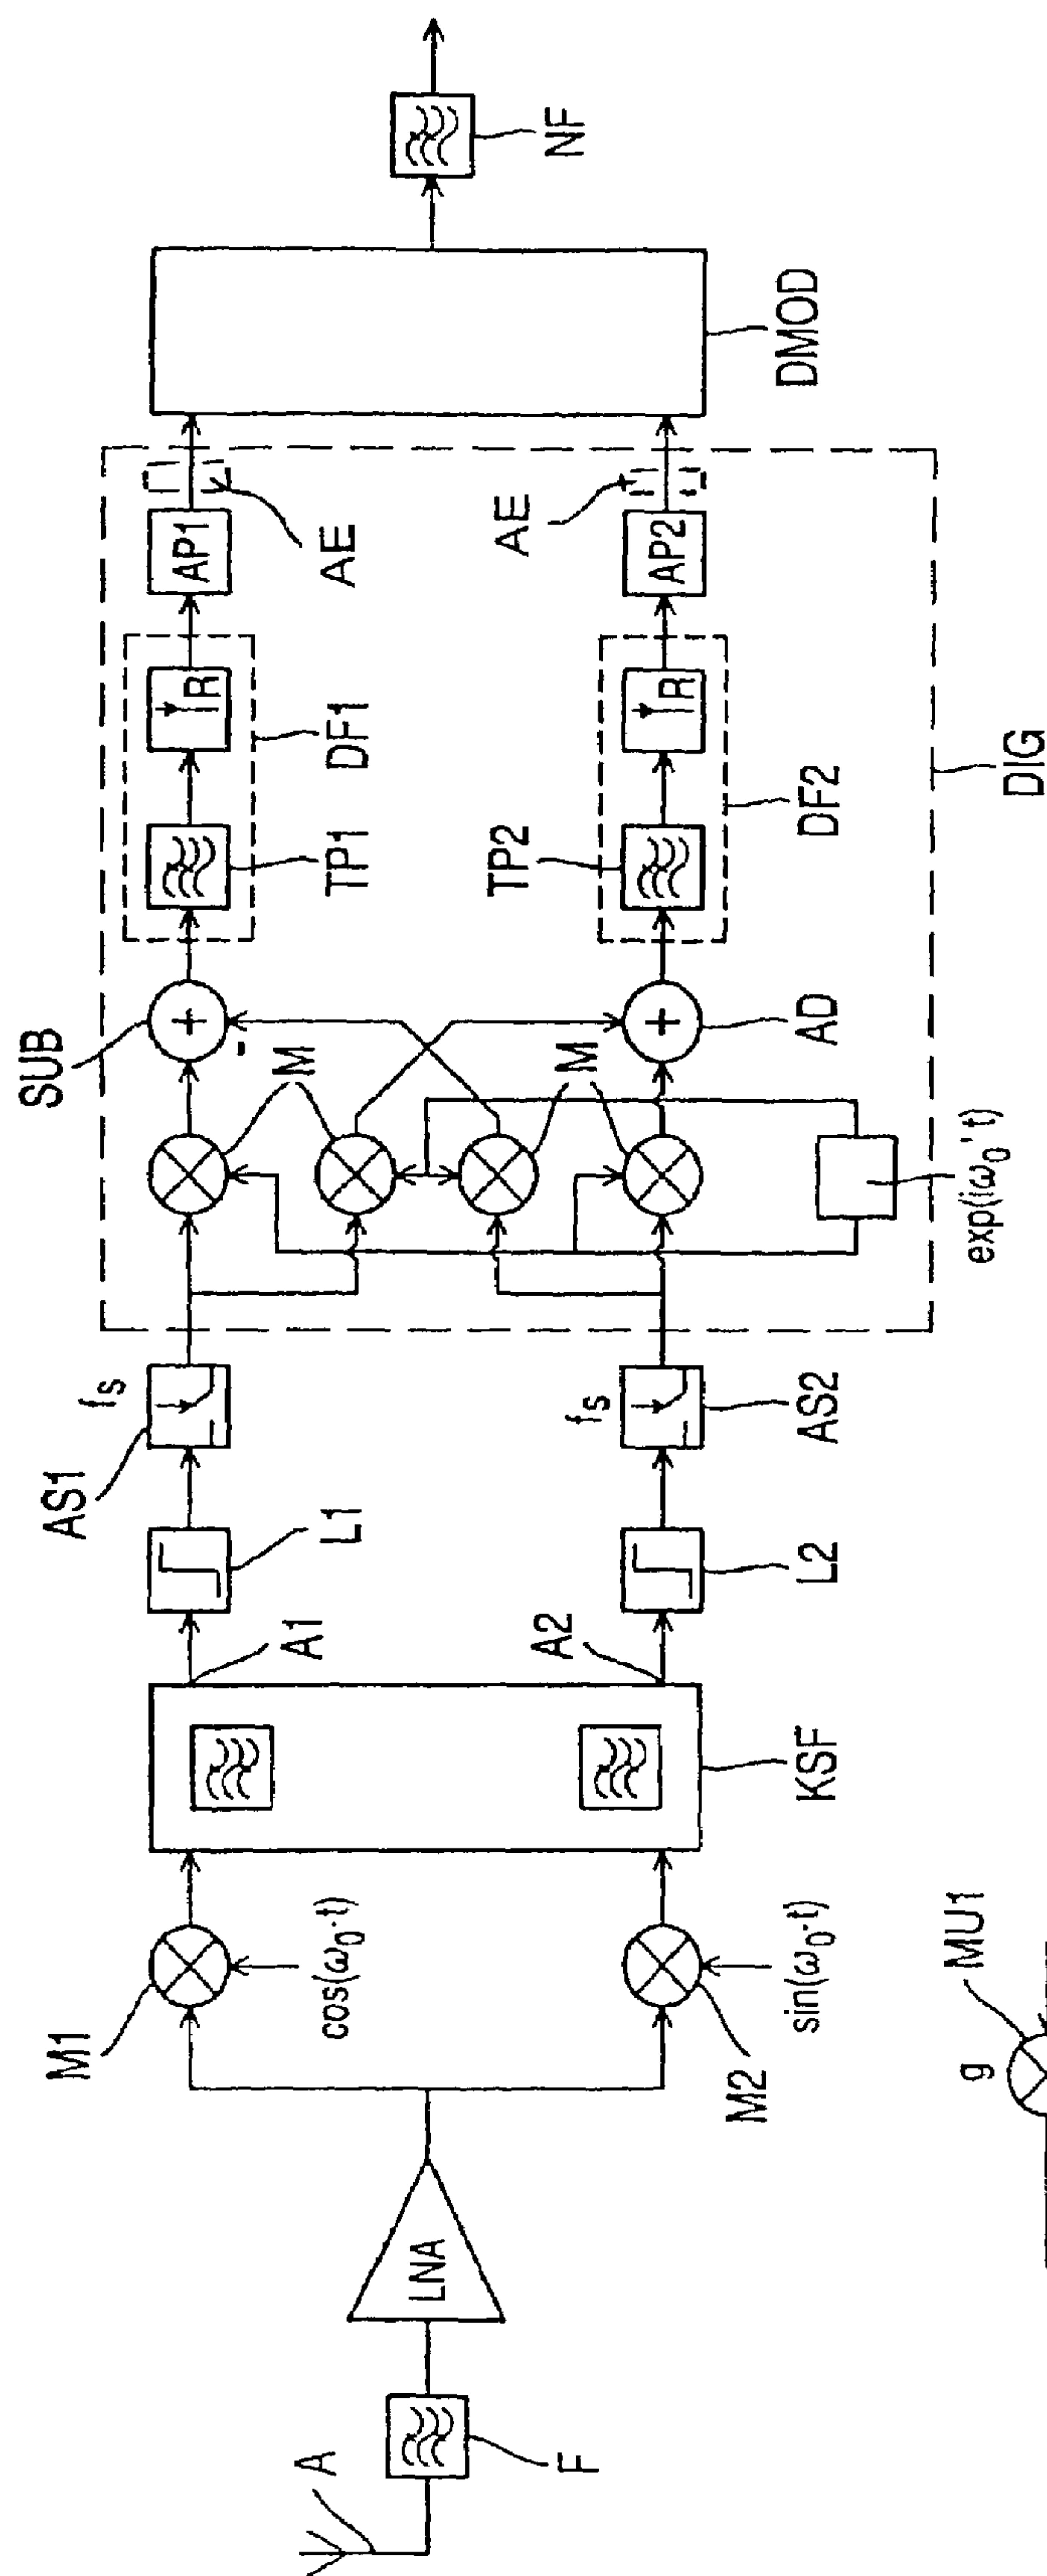 A
F
LNA
M1
cos(ω₀·t)
M2
sin(ω₀·t)
KSF
A1
A2
L1
L2
AS1
fs
fs
AS2
SUB
+
-
M
M
+
AD
exp(iω₀'t)
TP1
R
DF1
TP2
R
DF2
AP1
AE
AP2
AE
DIG
DMOD
NF
g
MU1